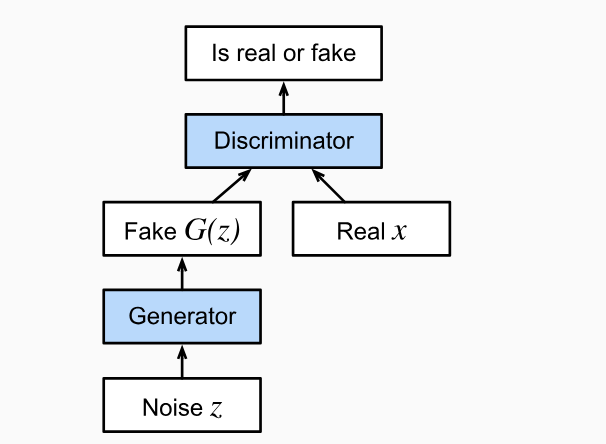 Is real or fake
Discriminator
Fake G(z)
Real x
Generator
Noise z